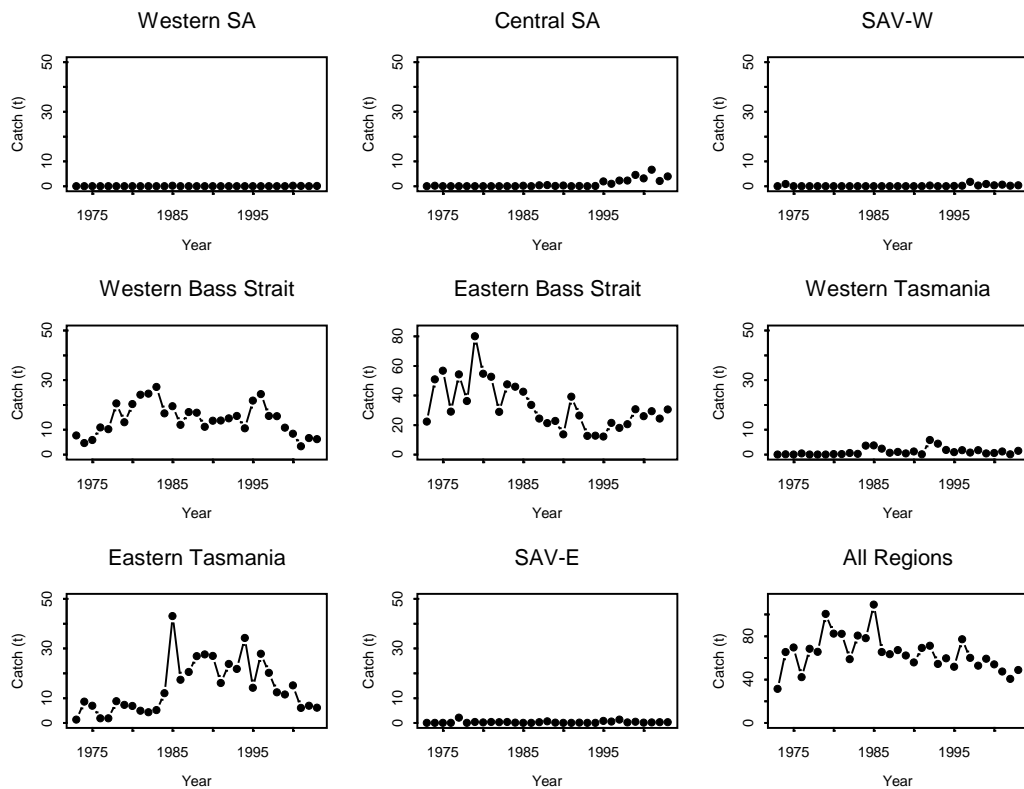 Western SA
Central SA
SAV-W
Catch (t)
50
30
10
0
1975
1985
1995
Year
Catch (t)
50
30
10
0
1975
1985
1995
Year
Catch (t)
50
30
10
0
1975
1985
1995
Year
Western Bass Strait
Eastern Bass Strait
Western Tasmania
Catch (t)
50
30
10
0
1975
1985
1995
Year
Catch (t)
80
60
40
20
0
1975
1985
1995
Year
Catch (t)
50
30
10
0
1975
1985
1995
Year
Eastern Tasmania
SAV-E
All Regions
Catch (t)
50
30
10
0
1975
1985
1995
Year
Catch (t)
50
30
10
0
1975
1985
1995
Year
Catch (t)
80
40
0
1975
1985
1995
Year